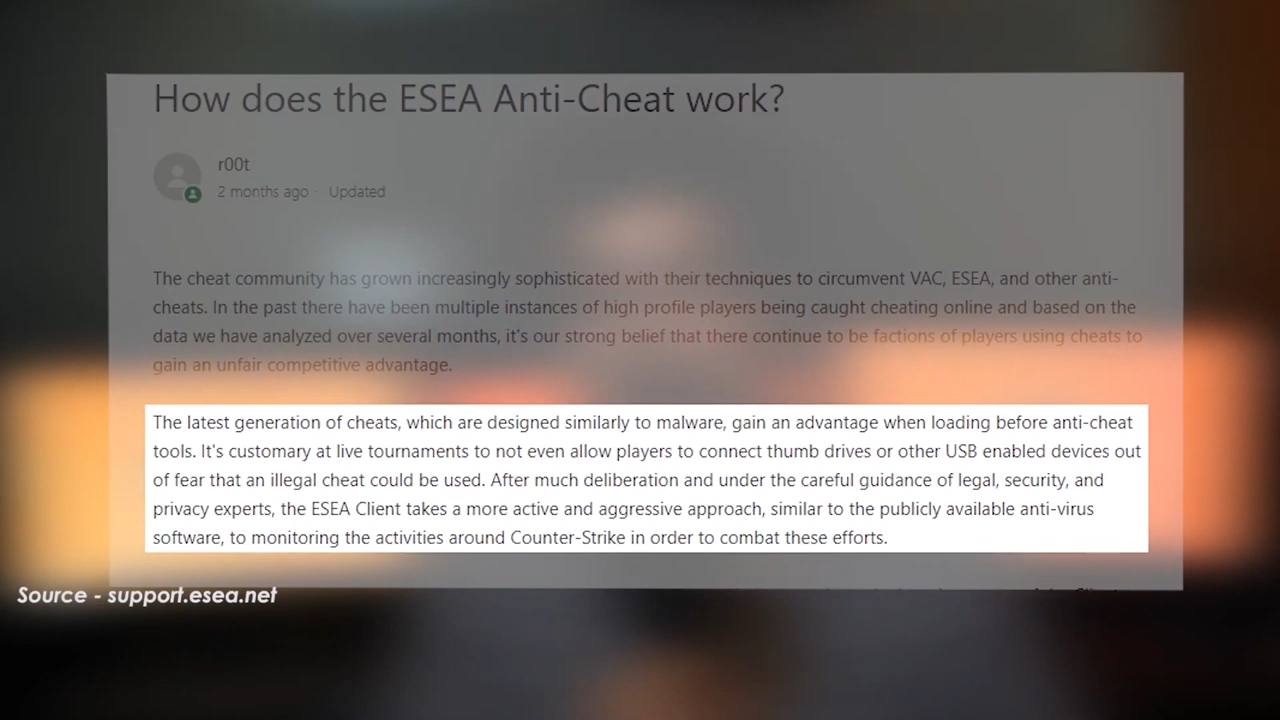 How does the ESEA Anti-Cheat work?
r00t
2 months ago · Updated
The cheat community has grown increasingly sophisticated with their techniques to circumvent VAC, ESEA, and other anti-
cheats. In the past there have been multiple instances of high profile players being caught cheating online and based on the
data we have analyzed over several months, it's our strong belief that there continue to be factions of players using cheats to
gain an unfair competitive advantage.
The latest generation of cheats, which are designed similarly to malware, gain an advantage when loading before anti-cheat
tools. It's customary at live tournaments to not even allow players to connect thumb drives or other USB enabled devices out
of fear that an illegal cheat could be used. After much deliberation and under the careful guidance of legal, security, and
privacy experts, the ESEA Client takes a more active and aggressive approach, similar to the publicly available anti-virus
software, to monitoring the activities around Counter-Strike in order to combat these efforts.
Source - support.esea.net